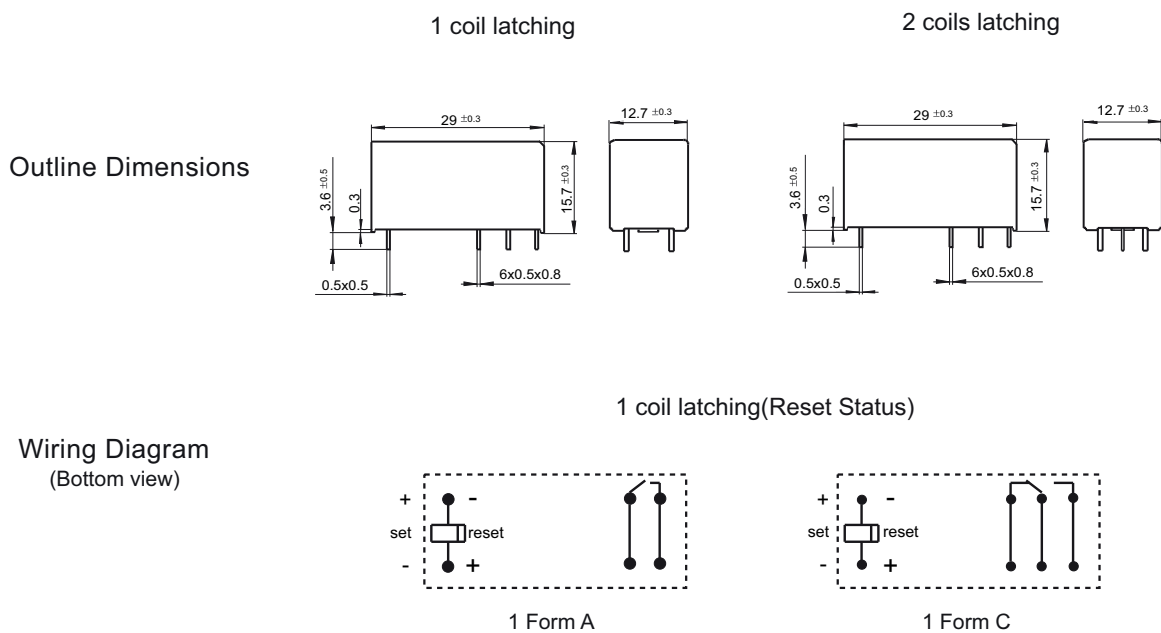 1 coil latching
2 coils latching
Outline Dimensions
29 ±0.3
12.7 ±0.3
3.6 ±0.5
0.3
15.7 ±0.3
0.5x0.5
6x0.5x0.8
29 ±0.3
12.7 ±0.3
3.6 ±0.5
0.3
15.7 ±0.3
0.5x0.5
6x0.5x0.8
1 coil latching(Reset Status)
Wiring Diagram
(Bottom view)
+ -
set reset
- +
1 Form A
+ -
set reset
- +
1 Form C